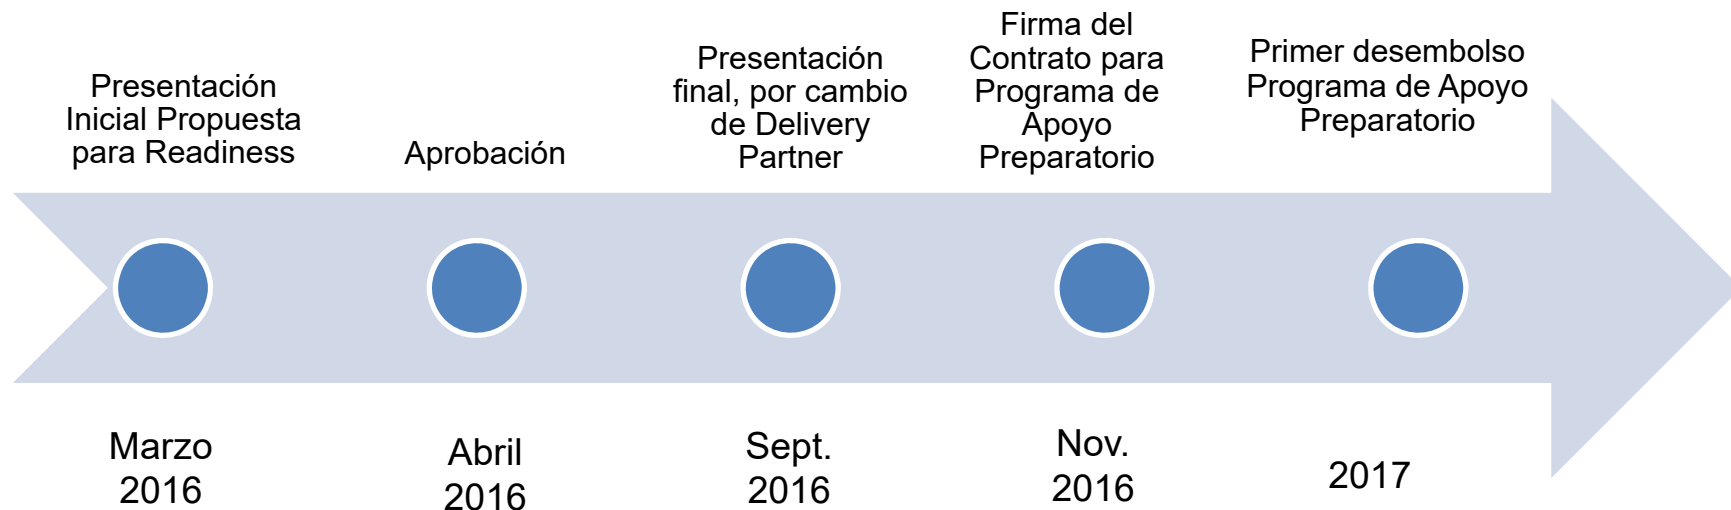 Presentación
Inicial Propuesta
para Readiness
Aprobación
Presentación
final, por cambio
de Delivery
Partner
Firma del
Contrato para
Programa de
Apoyo
Preparatorio
Primer desembolso
Programa de Apoyo
Preparatorio
Marzo
2016
Abril
2016
Sept.
2016
Nov.
2016
2017